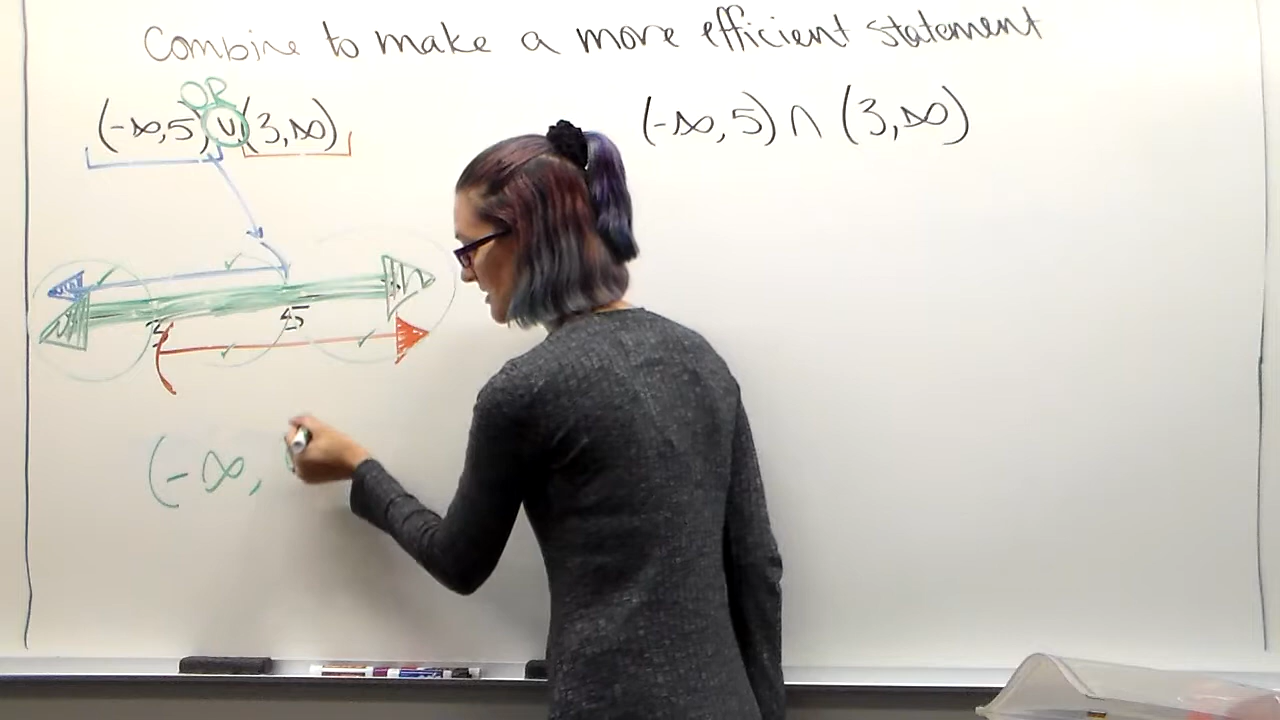 Combine to make a more efficient statement
OR
(-∞,5) ∪ (3,∞)
(-∞,5) ∩ (3,∞)
3 5
(-∞,